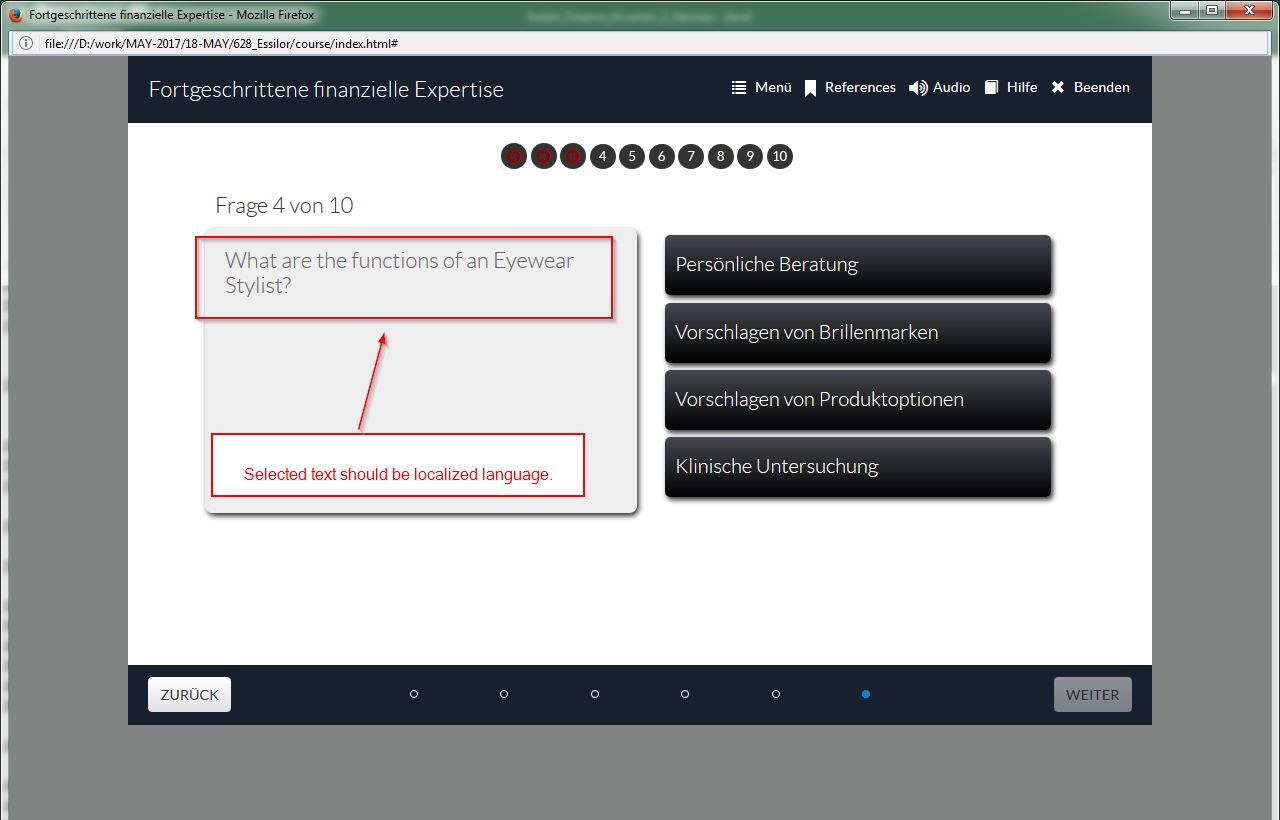 Fortgeschrittene finanzielle Expertise - Mozilla Firefox
file:///D:/work/MAY-2017/18-MAY/628_Essilor/course/index.html#
Fortgeschrittene finanzielle Expertise
Menü References Audio Hilfe Beenden
4 5 6 7 8 9 10
Frage 4 von 10
What are the functions of an Eyewear
Stylist?
Selected text should be localized language.
Persönliche Beratung
Vorschlagen von Brillenmarken
Vorschlagen von Produktoptionen
Klinische Untersuchung
ZURÜCK
WEITER